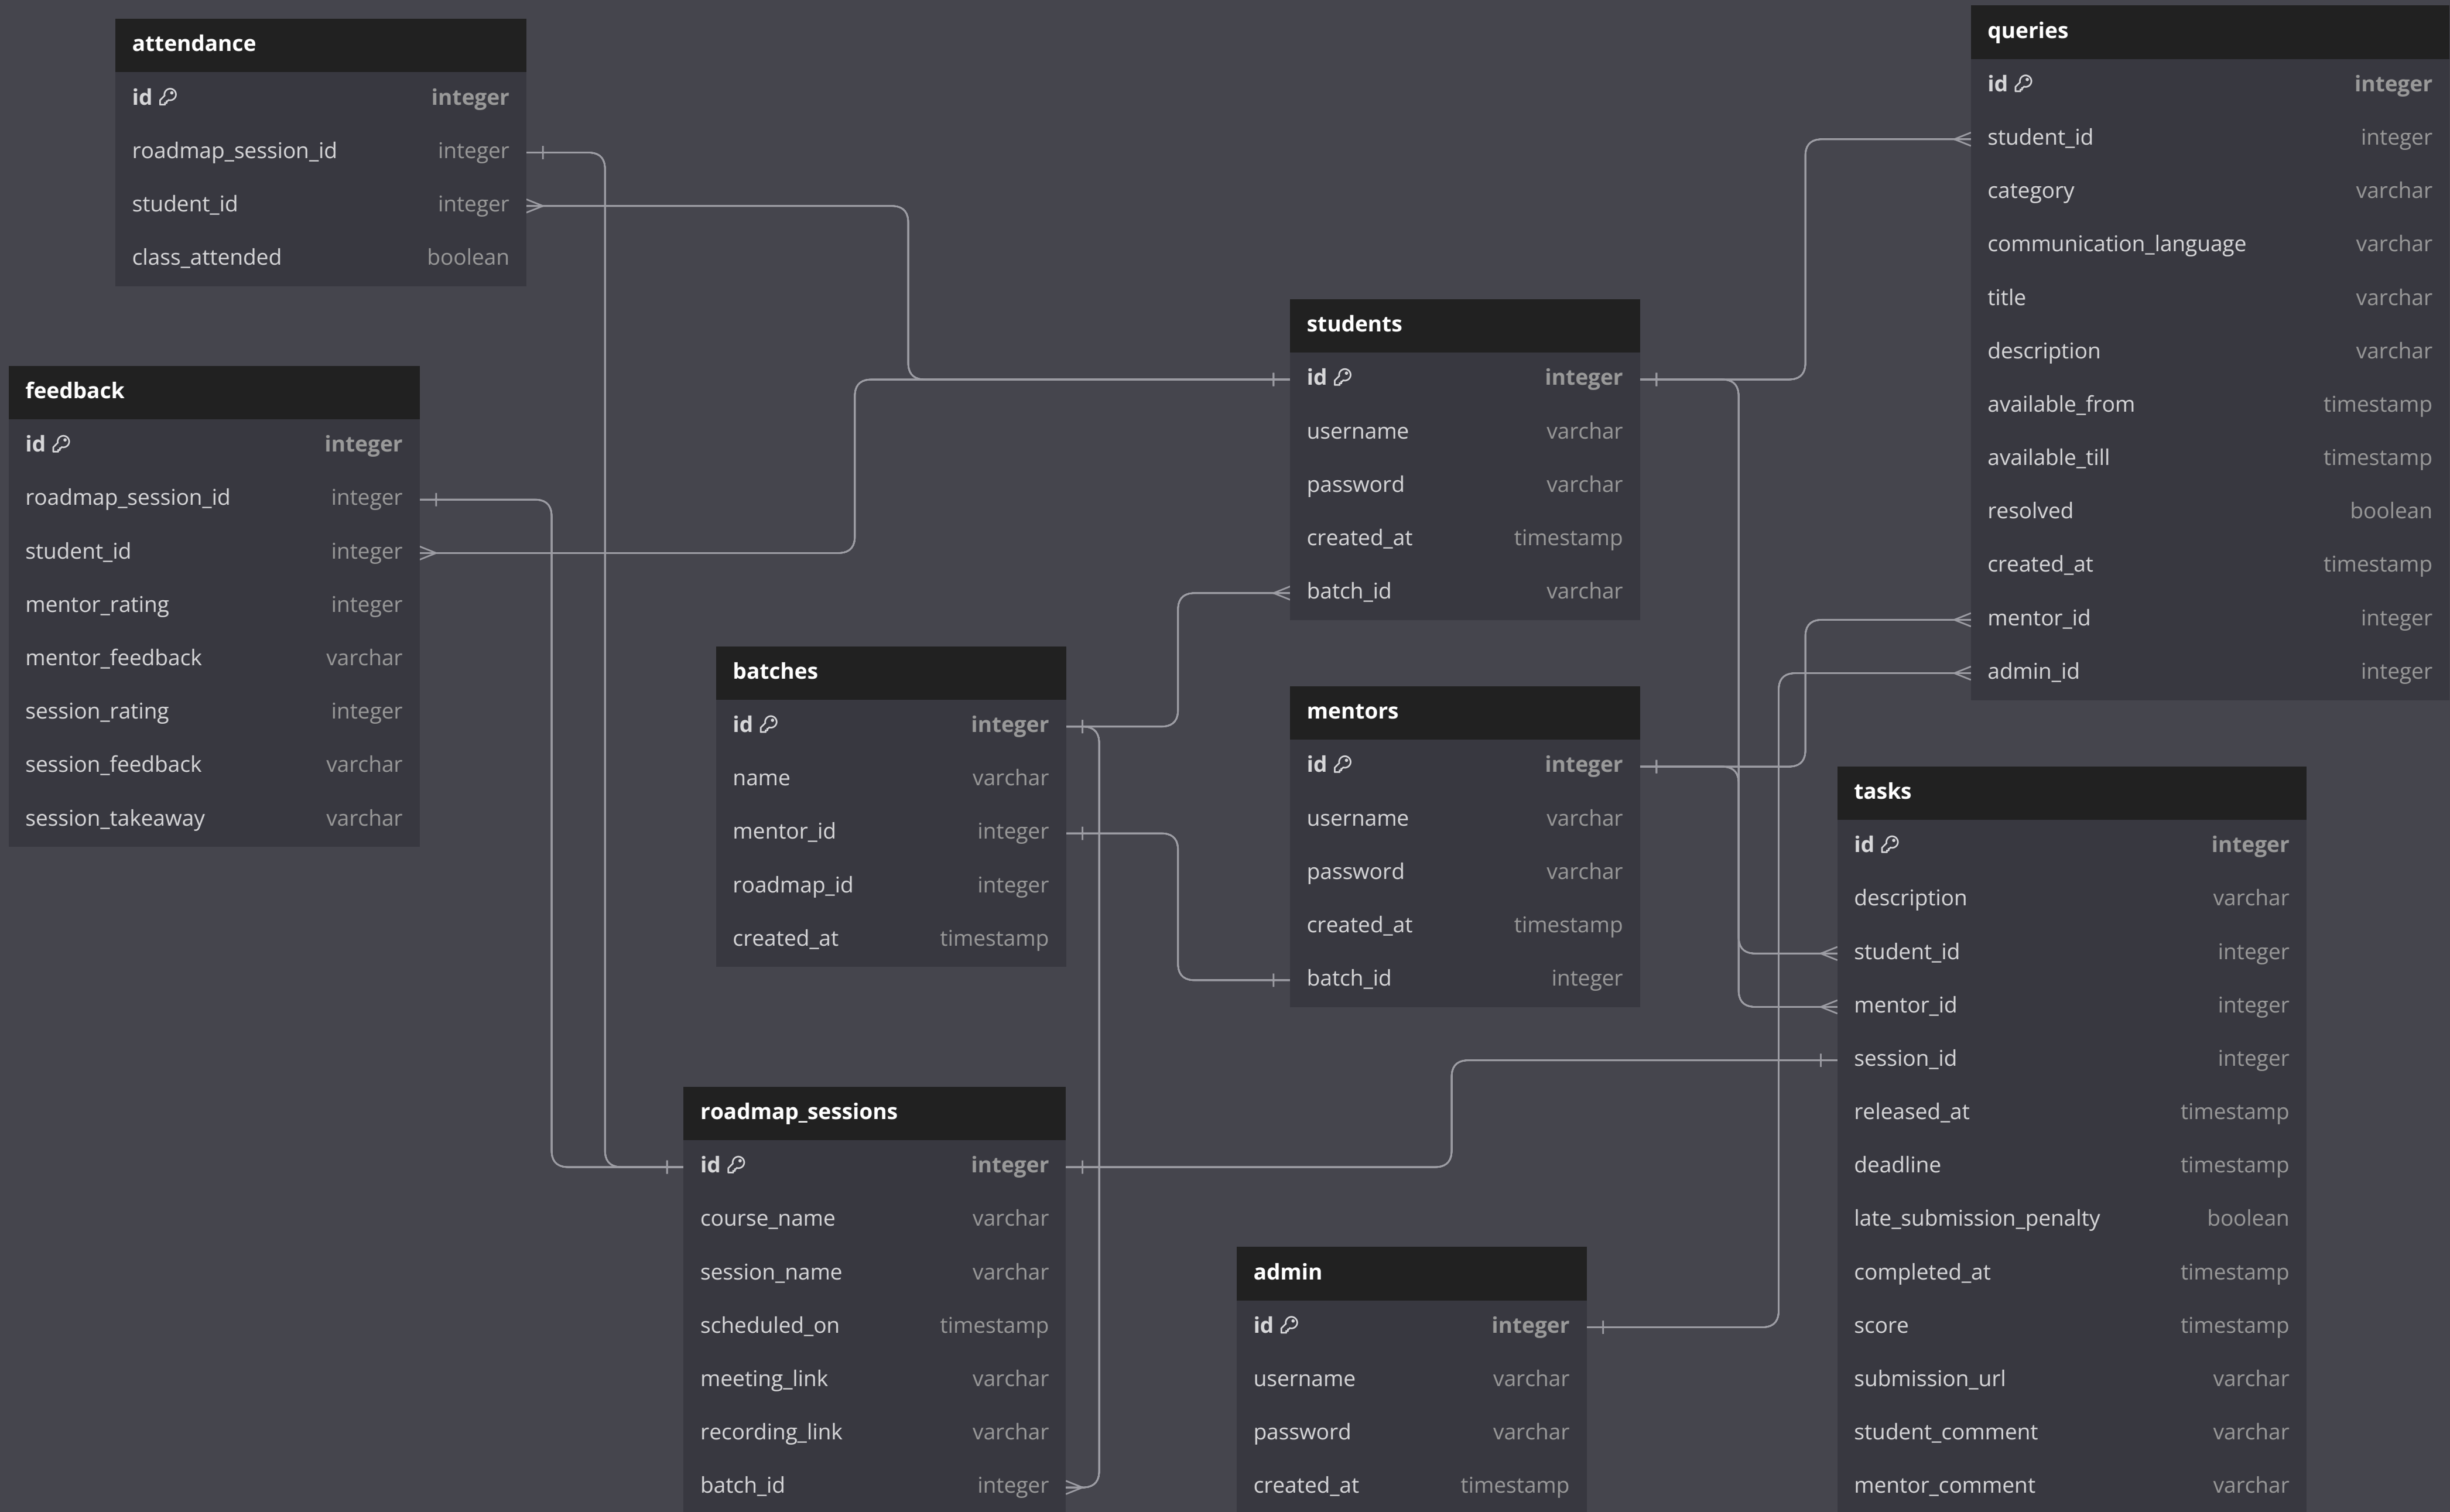 attendance
id integer
roadmap_session_id integer
student_id integer
class_attended boolean
feedback
id integer
roadmap_session_id integer
student_id integer
mentor_rating integer
mentor_feedback varchar
session_rating integer
session_feedback varchar
session_takeaway varchar
batches
id integer
name varchar
mentor_id integer
roadmap_id integer
created_at timestamp
roadmap_sessions
id integer
course_name varchar
session_name varchar
scheduled_on timestamp
meeting_link varchar
recording_link varchar
batch_id integer
students
id integer
username varchar
password varchar
created_at timestamp
batch_id varchar
mentors
id integer
username varchar
password varchar
created_at timestamp
batch_id integer
admin
id integer
username varchar
password varchar
created_at timestamp
queries
id integer
student_id integer
category varchar
communication_language varchar
title varchar
description varchar
available_from timestamp
available_till timestamp
resolved boolean
created_at timestamp
mentor_id integer
admin_id integer
tasks
id integer
description varchar
student_id integer
mentor_id integer
session_id integer
released_at timestamp
deadline timestamp
late_submission_penalty boolean
completed_at timestamp
score timestamp
submission_url varchar
student_comment varchar
mentor_comment varchar